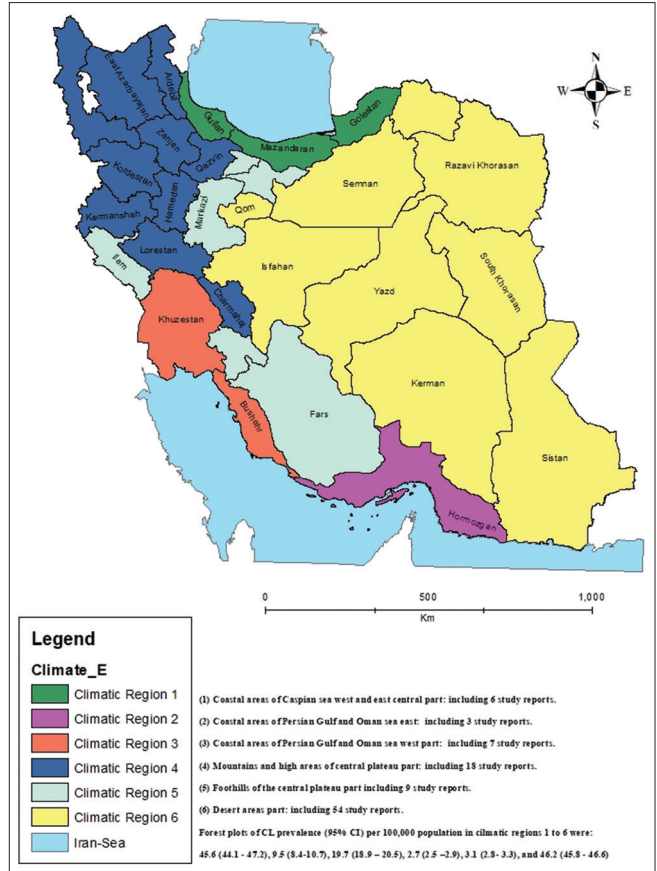 N
W E
S
East Azarbayejan
Ardebil
Guilan
Golestan
Mazandaran
Zanjan
Qazvin
Kordestan
Hamedan
Kermanshah
Markazi
Qom
Semnan
Razavi Khorasan
Lorestan
Ilam
Isfahan
Yazd
South Khorasan
Charmahaj
Khuzestan
Kerman
Fars
Bushehr
Sistan
Hormozgan
0 500 1,000
Km
Legend
Climate_E
Climatic Region 1
Climatic Region 2
Climatic Region 3
Climatic Region 4
Climatic Region 5
Climatic Region 6
Iran-Sea
(1) Coastal areas of Caspian sea west and east central part: including 6 study reports.
(2) Coastal areas of Persian Gulf and Oman sea east: including 3 study reports.
(3) Coastal areas of Persian Gulf and Oman sea west part: including 7 study reports.
(4) Mountains and high areas of central plateau part: including 18 study reports.
(5) Foothills of the central plateau part including 9 study reports.
(6) Desert areas part: including 54 study reports.
Forest plots of CL prevalence (95% CI) per 100,000 population in cilmatic regions 1 to 6 were:
45.6 (44.1 - 47.2), 9.5 (8.4-10.7), 19.7 (18.9 – 20.5), 2.7 (2.5 –2.9), 3.1 (2.8- 3.3), and 46.2 (45.8 - 46.6)